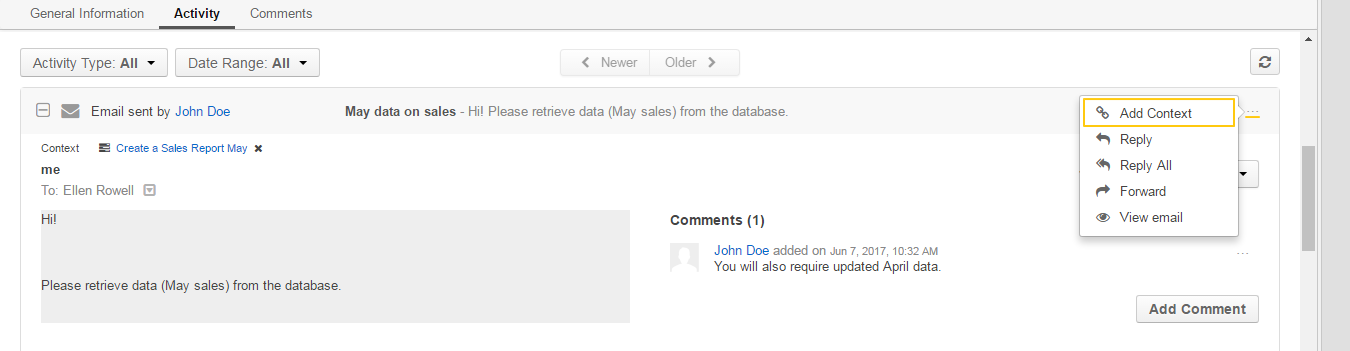 General Information Activity Comments
Activity Type: All Date Range: All Newer Older
Email sent by John Doe May data on sales - Hi! Please retrieve data (May sales) from the database. ...
Add Context
Reply
Reply All
Forward
View email
Context Create a Sales Report May
me
To: Ellen Rowell
Hi!
Please retrieve data (May sales) from the database.
Comments (1)
John Doe added on Jun 7, 2017, 10:32 AM ...
You will also require updated April data.
Add Comment